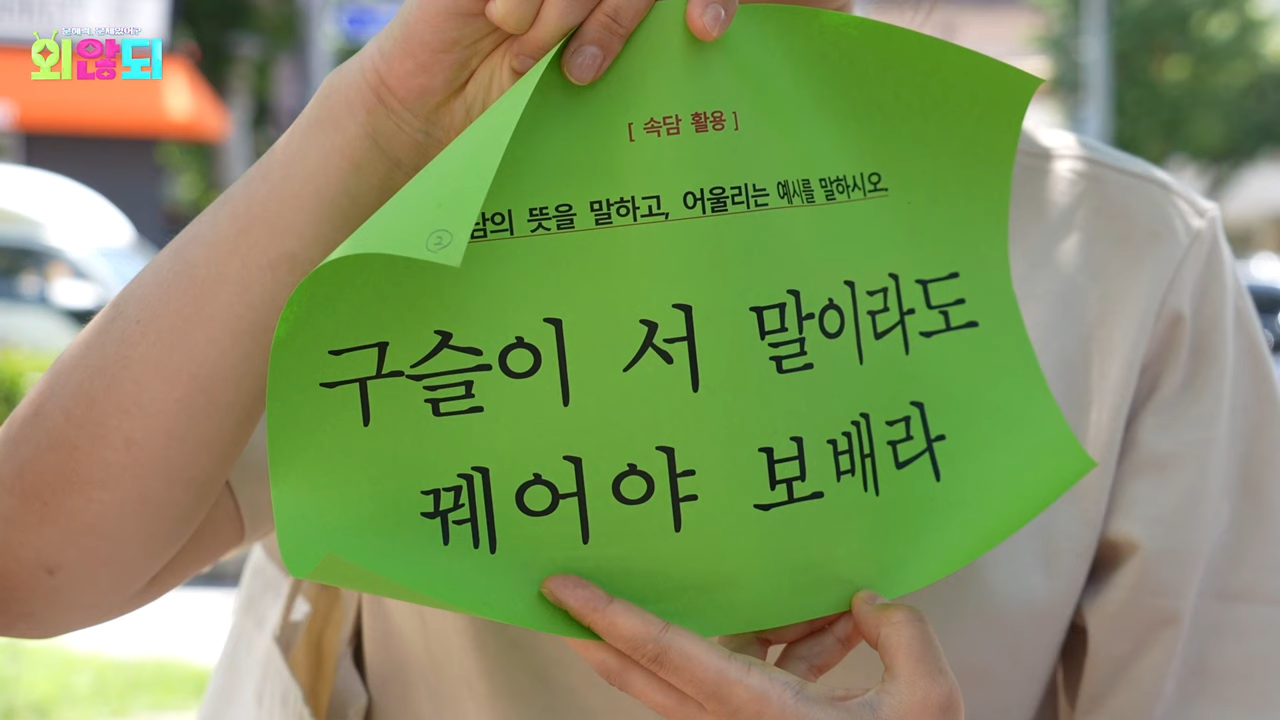 외않되
[ 속담 활용 ]
담의 뜻을 말하고, 어울리는 예시를 말하시오.
②
구슬이 서 말이라도
꿰어야 보배라